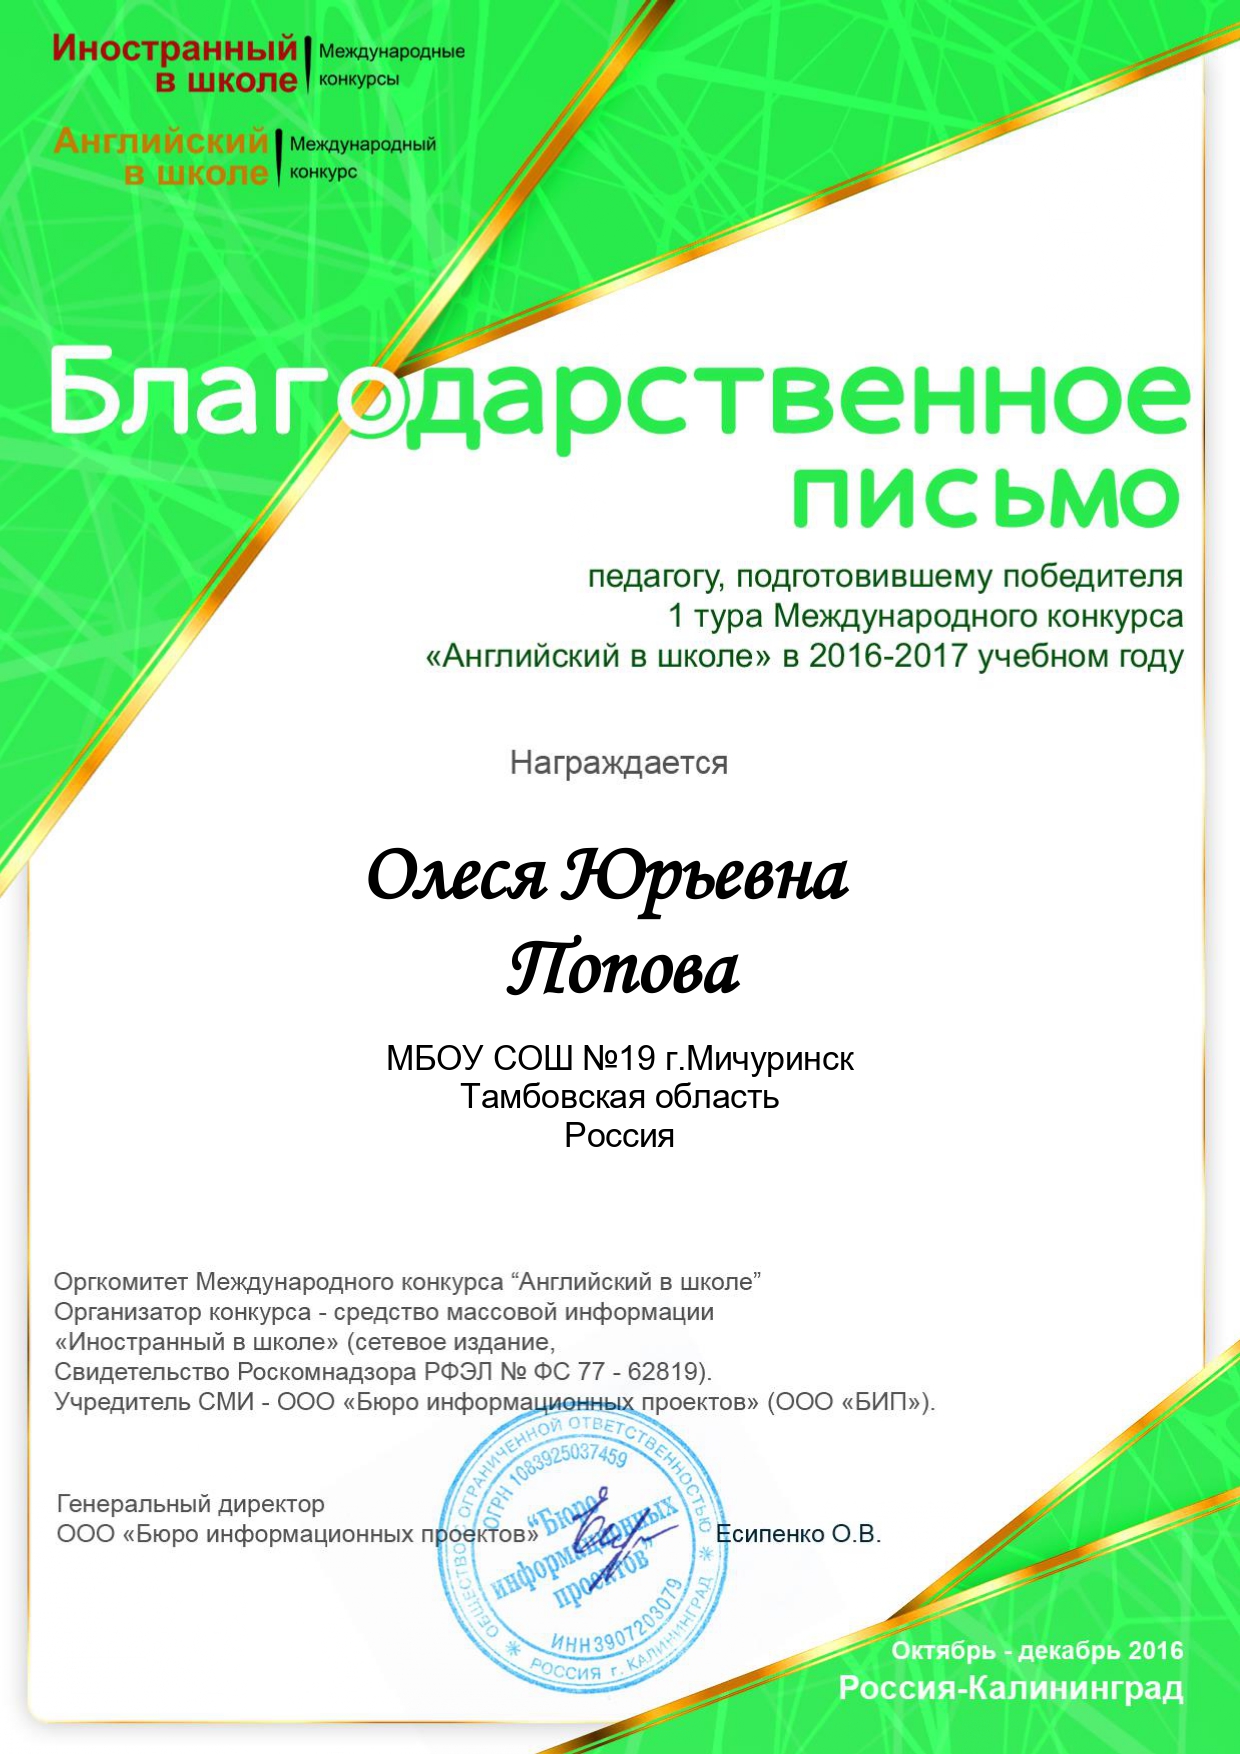 Иностранный
в школе
Международные
конкурсы
Английский
в школе
Международный
конкурс
Благодарственное
письмо
педагогу, подготовившему победителя
1 тура Международного конкурса
«Английский в школе» в 2016-2017 учебном году
Награждается
Олеся Юрьевна
Попова
МБОУ СОШ №19 г.Мичуринск
Тамбовская область
Россия
Оргкомитет Международного конкурса “Английский в школе”
Организатор конкурса - средство массовой информации
«Иностранный в школе» (сетевое издание,
Свидетельство Роскомнадзора РФЭЛ № ФС 77 - 62819).
Учредитель СМИ - ООО «Бюро информационных проектов» (ООО «БИП»).
Генеральный директор
ООО «Бюро информационных проектов»
Есипенко О.В.
ОБЩЕСТВО С ОГРАНИЧЕННОЙ ОТВЕТСТВЕННОСТЬЮ
ОГРН 1083925037459
“Бюро
информационных
проектов”
ИНН3907203079
РОССИЯ г. КАЛИНИНГРАД
Октябрь - декабрь 2016
Россия-Калининград